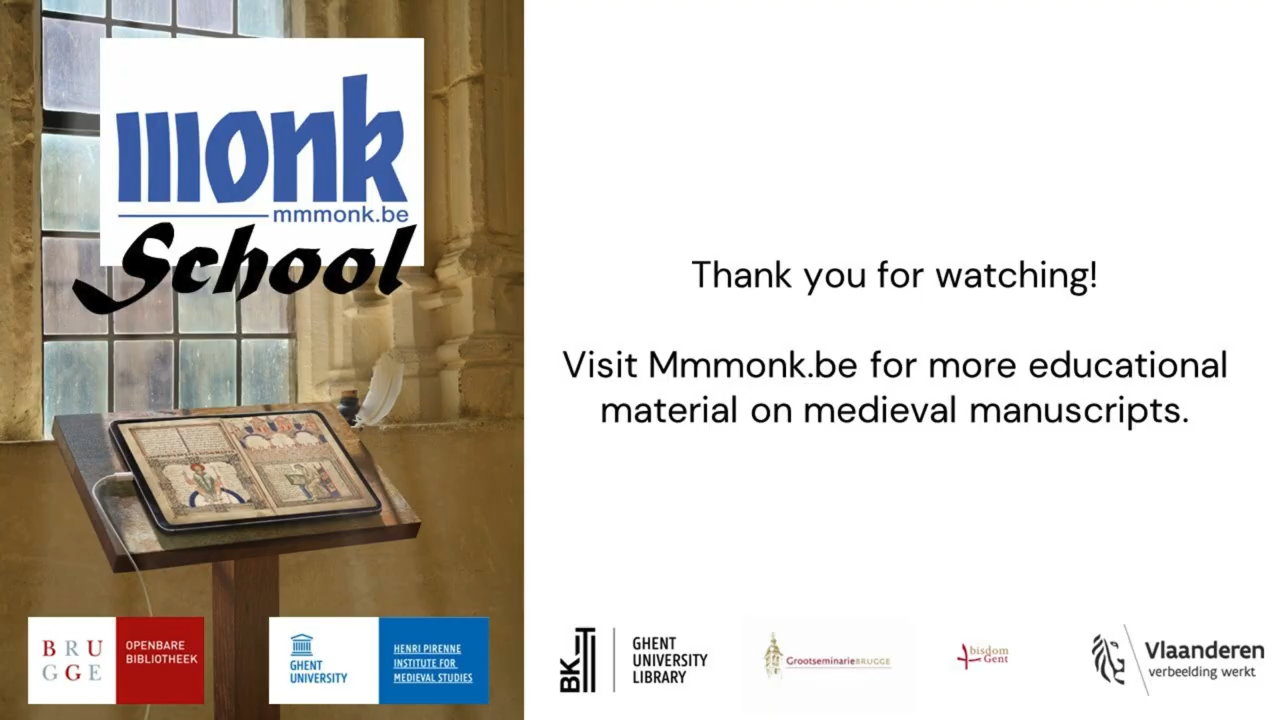 monk
mmmonk.be
School
Thank you for watching!
Visit Mmmonk.be for more educational
material on medieval manuscripts.
BRU
GGE
OPENBARE
BIBLIOTHEEK
GHENT
UNIVERSITY
HENRI PIRENNE
INSTITUTE FOR
MEDIEVAL STUDIES
GHENT
UNIVERSITY
LIBRARY
GrootseminarieBRUGGE
bisdom
Gent
Vlaanderen
verbeelding werkt